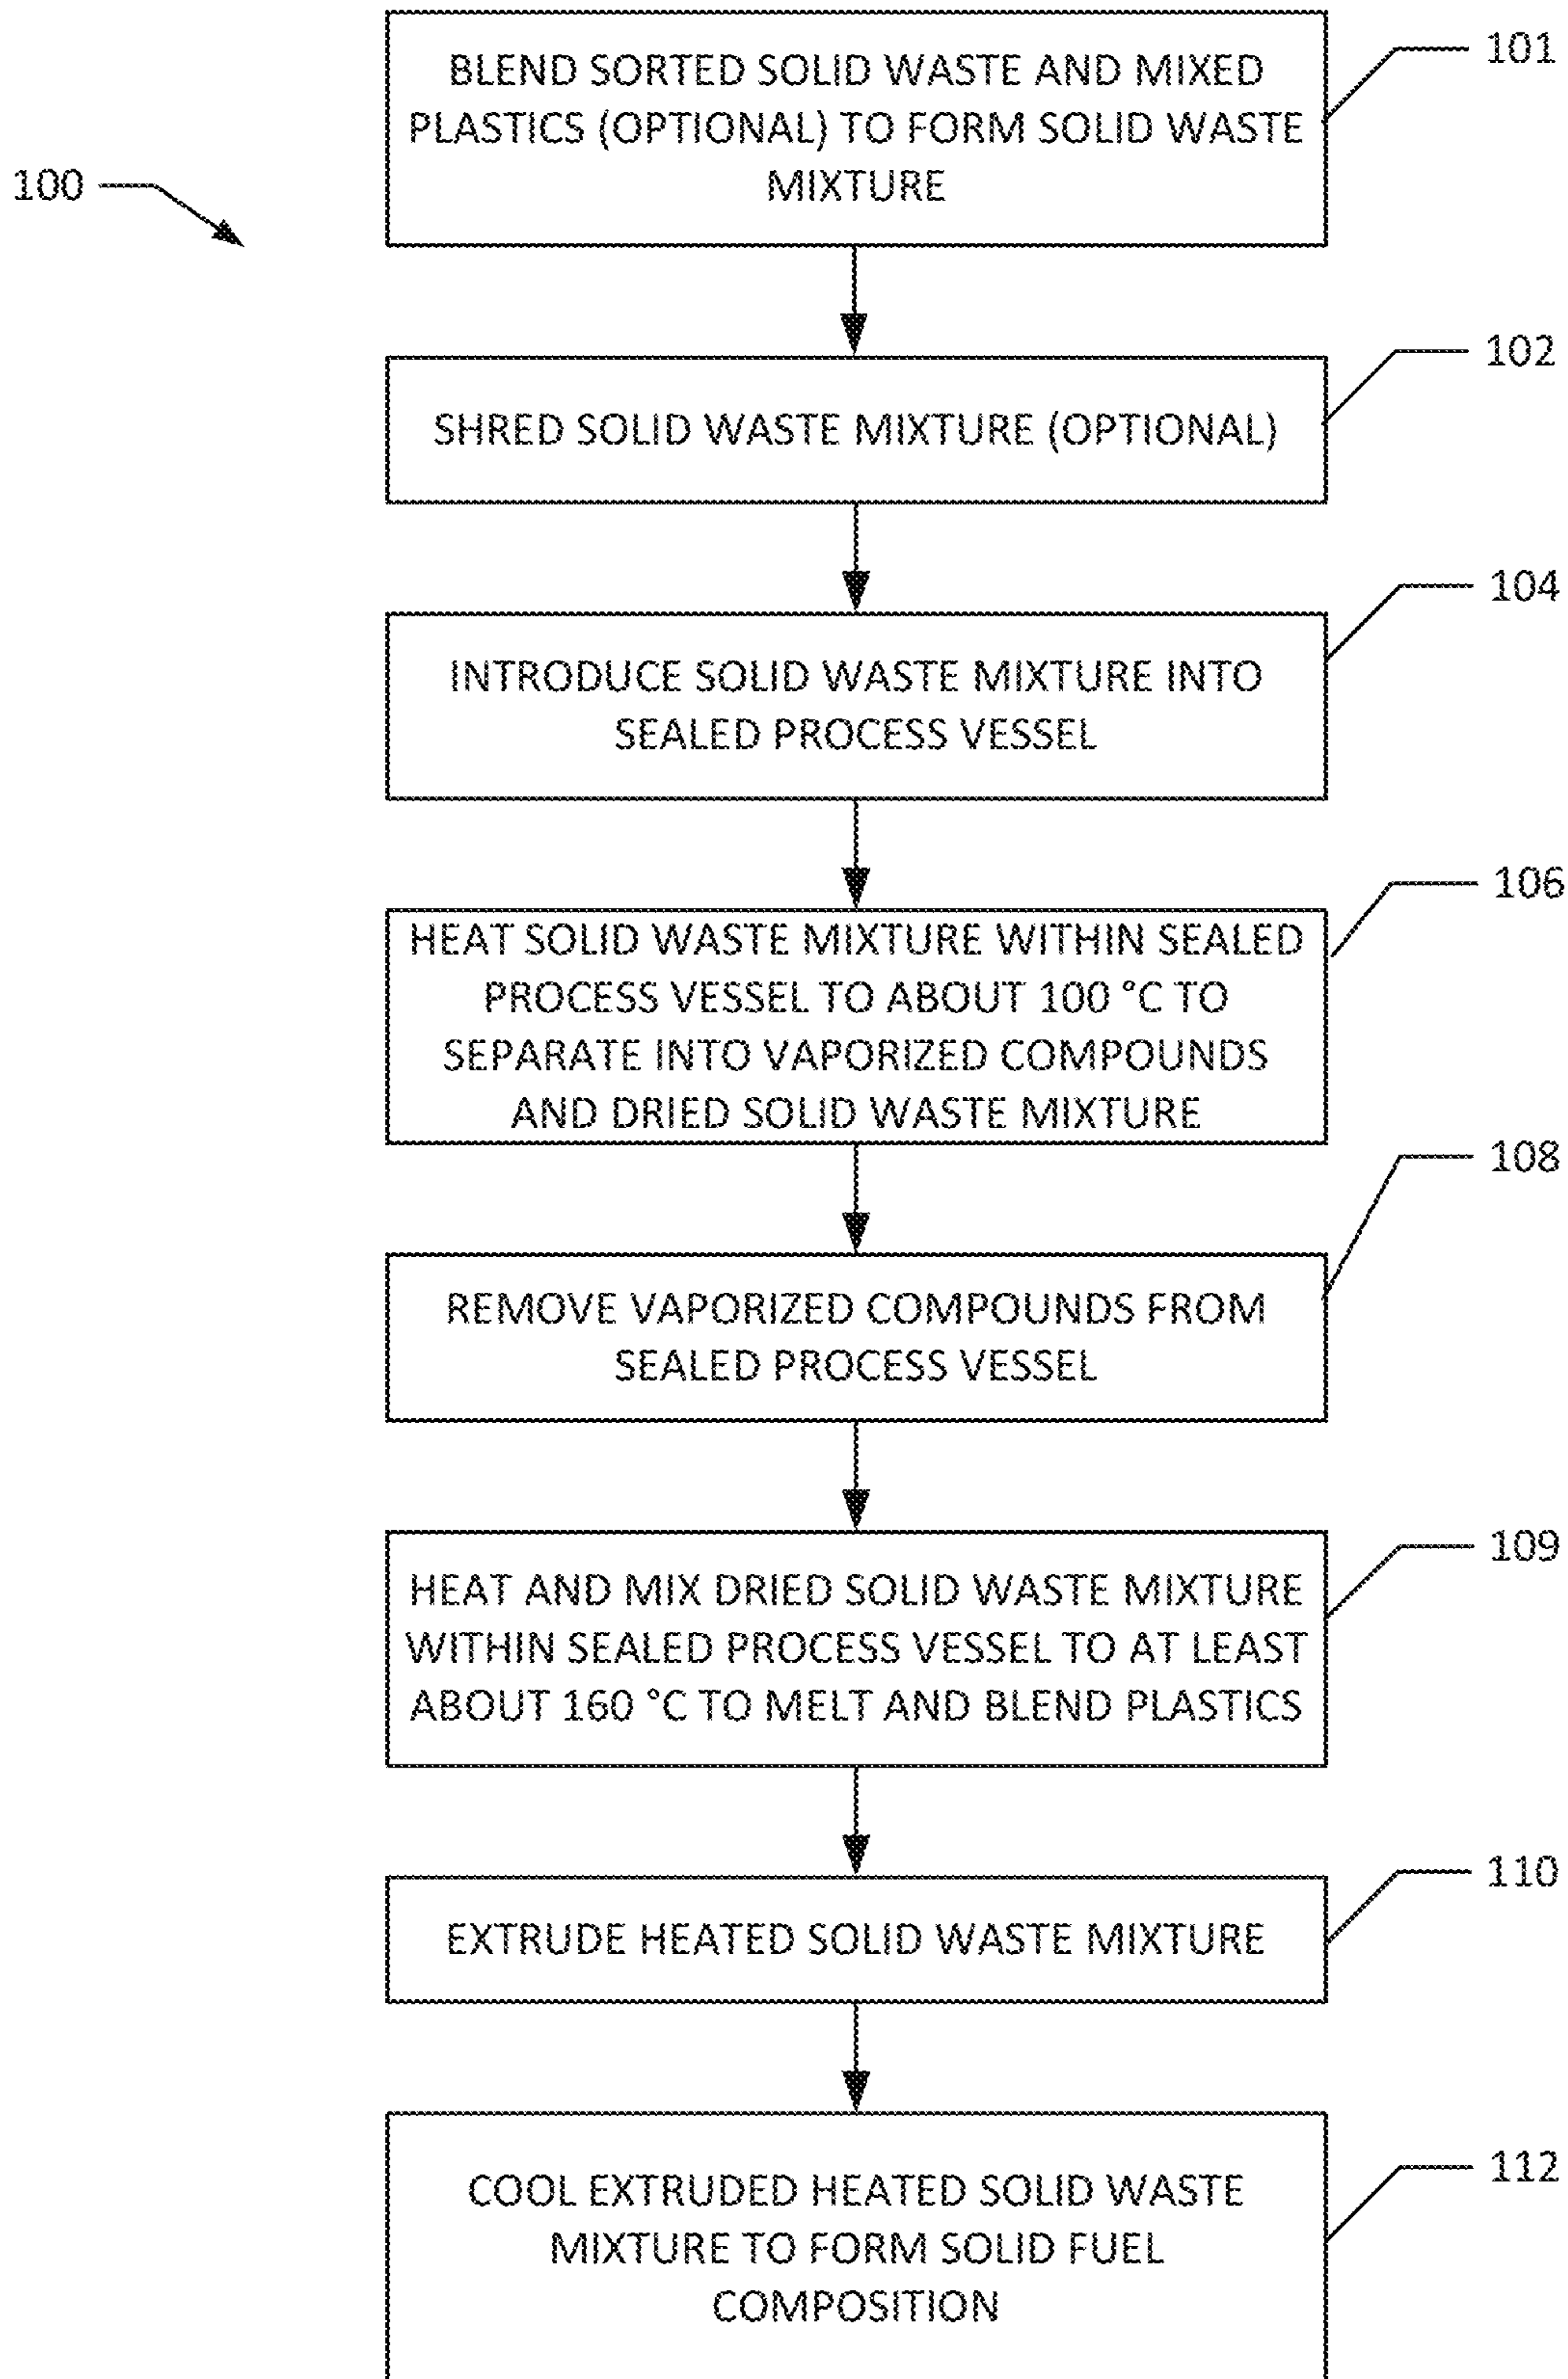 BLEND SORTED SOLID WASTE AND MIXED
PLASTICS (OPTIONAL) TO FORM SOLID WASTE
MIXTURE
101
100
SHRED SOLID WASTE MIXTURE (OPTIONAL)
102
INTRODUCE SOLID WASTE MIXTURE INTO
SEALED PROCESS VESSEL
104
HEAT SOLID WASTE MIXTURE WITHIN SEALED
PROCESS VESSEL TO ABOUT 100 °C TO
SEPARATE INTO VAPORIZED COMPOUNDS
AND DRIED SOLID WASTE MIXTURE
106
REMOVE VAPORIZED COMPOUNDS FROM
SEALED PROCESS VESSEL
108
HEAT AND MIX DRIED SOLID WASTE MIXTURE
WITHIN SEALED PROCESS VESSEL TO AT LEAST
ABOUT 160 °C TO MELT AND BLEND PLASTICS
109
EXTRUDE HEATED SOLID WASTE MIXTURE
110
COOL EXTRUDED HEATED SOLID WASTE
MIXTURE TO FORM SOLID FUEL
COMPOSITION
112